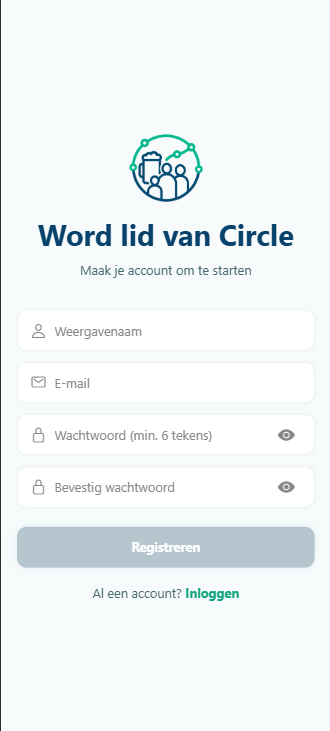 Word lid van Circle
Maak je account om te starten
Weergavenaam
E-mail
Wachtwoord (min. 6 tekens)
Bevestig wachtwoord
Registreren
Al een account? Inloggen